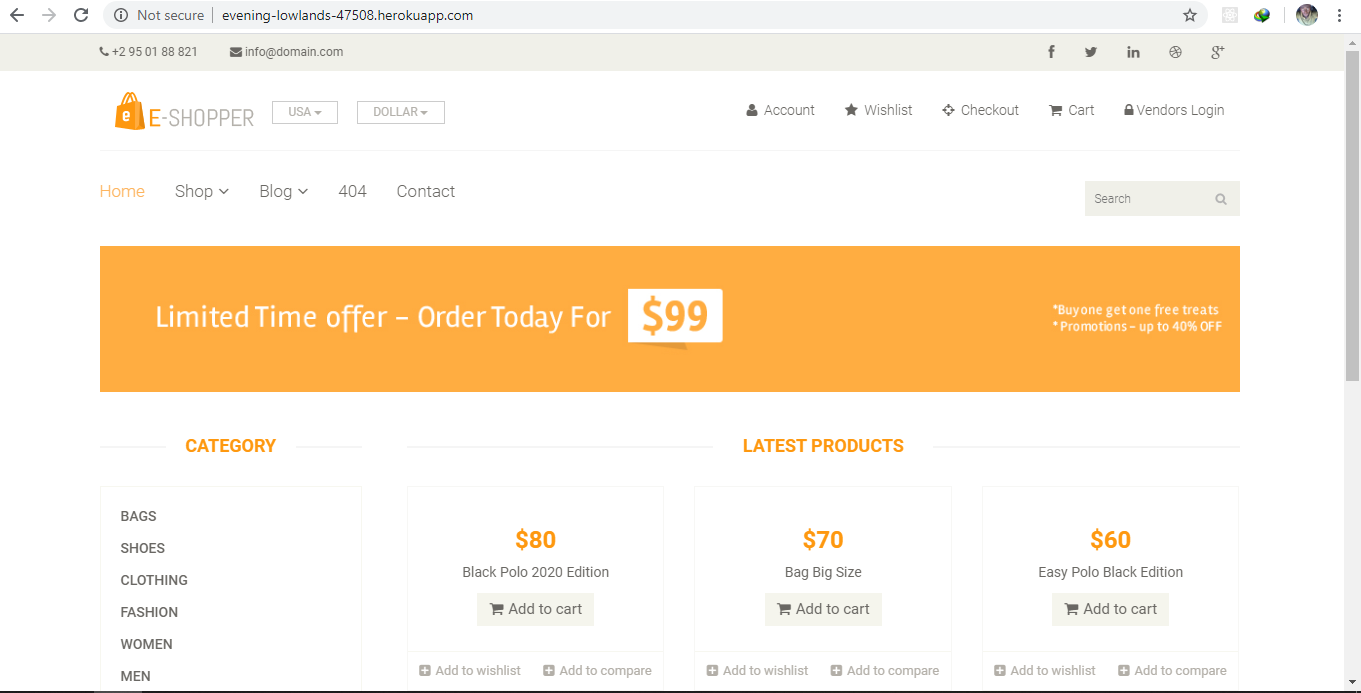 Not secure evening-lowlands-47508.herokuapp.com
+2 95 01 88 821 info@domain.com
e E-SHOPPER USA DOLLAR Account Wishlist Checkout Cart Vendors Login
Home Shop Blog 404 Contact
Search
Limited Time offer – Order Today For $99
*Buy one get one free treats
* Promotions – up to 40% OFF
CATEGORY LATEST PRODUCTS
BAGS
SHOES
CLOTHING
FASHION
WOMEN
MEN
$80
Black Polo 2020 Edition
Add to cart
Add to wishlist Add to compare
$70
Bag Big Size
Add to cart
Add to wishlist Add to compare
$60
Easy Polo Black Edition
Add to cart
Add to wishlist Add to compare